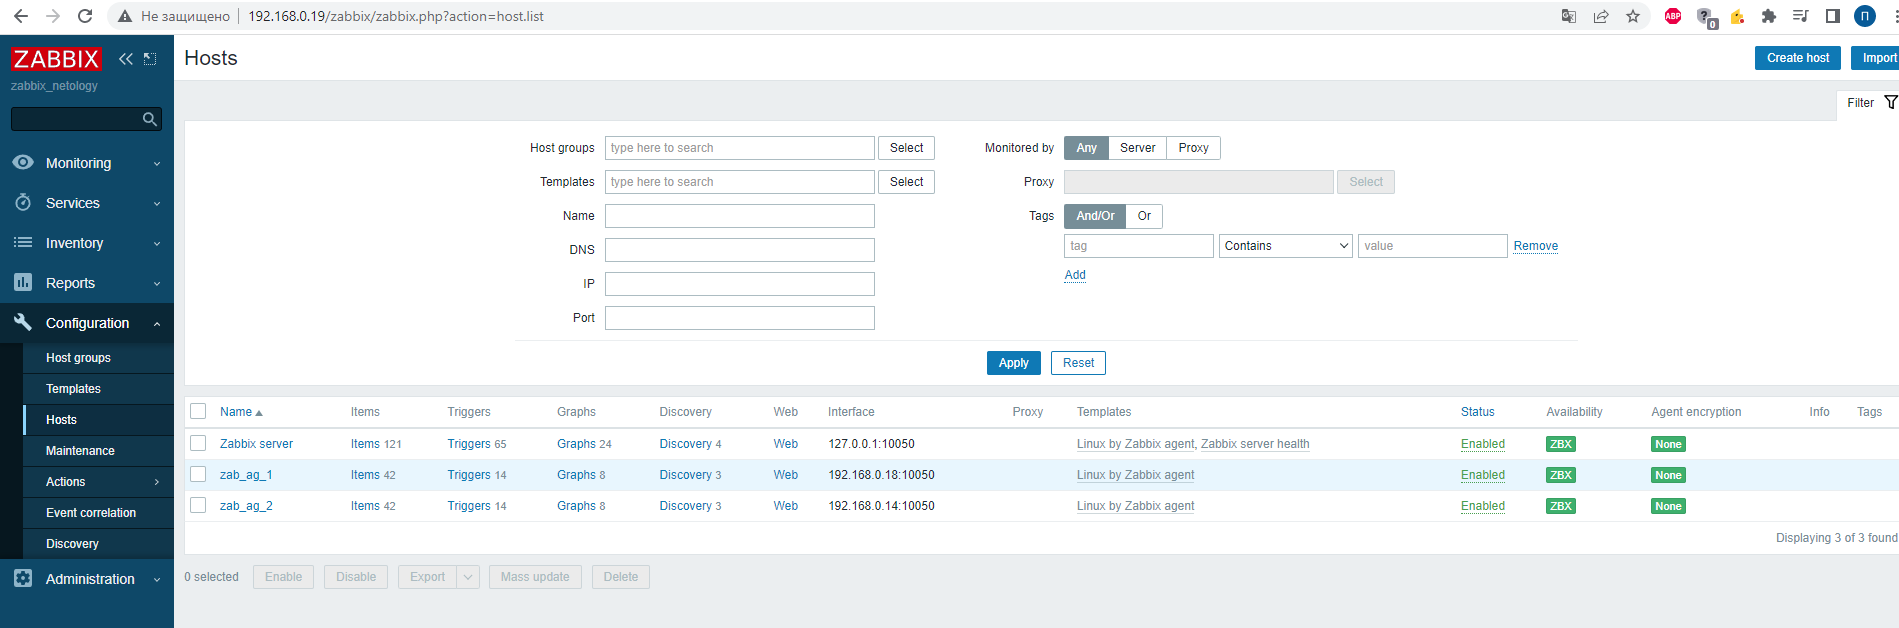 Не защищено 192.168.0.19/zabbix/zabbix.php?action=host.list ABP 0 П
ZABBIX
zabbix_netology
Monitoring
Services
Inventory
Reports
Configuration
Host groups
Templates
Hosts
Maintenance
Actions
Event correlation
Discovery
Administration
Hosts
Create host Import
Filter
Host groups type here to search Select
Templates type here to search Select
Name
DNS
IP
Port
Monitored by Any Server Proxy
Proxy Select
Tags And/Or Or
tag Contains value Remove
Add
Apply Reset
Name Items Triggers Graphs Discovery Web Interface Proxy Templates Status Availability Agent encryption Info Tags
Zabbix server Items 121 Triggers 65 Graphs 24 Discovery 4 Web 127.0.0.1:10050 Linux by Zabbix agent, Zabbix server health Enabled ZBX None
zab_ag_1 Items 42 Triggers 14 Graphs 8 Discovery 3 Web 192.168.0.18:10050 Linux by Zabbix agent Enabled ZBX None
zab_ag_2 Items 42 Triggers 14 Graphs 8 Discovery 3 Web 192.168.0.14:10050 Linux by Zabbix agent Enabled ZBX None
Displaying 3 of 3 found
0 selected Enable Disable Export Mass update Delete